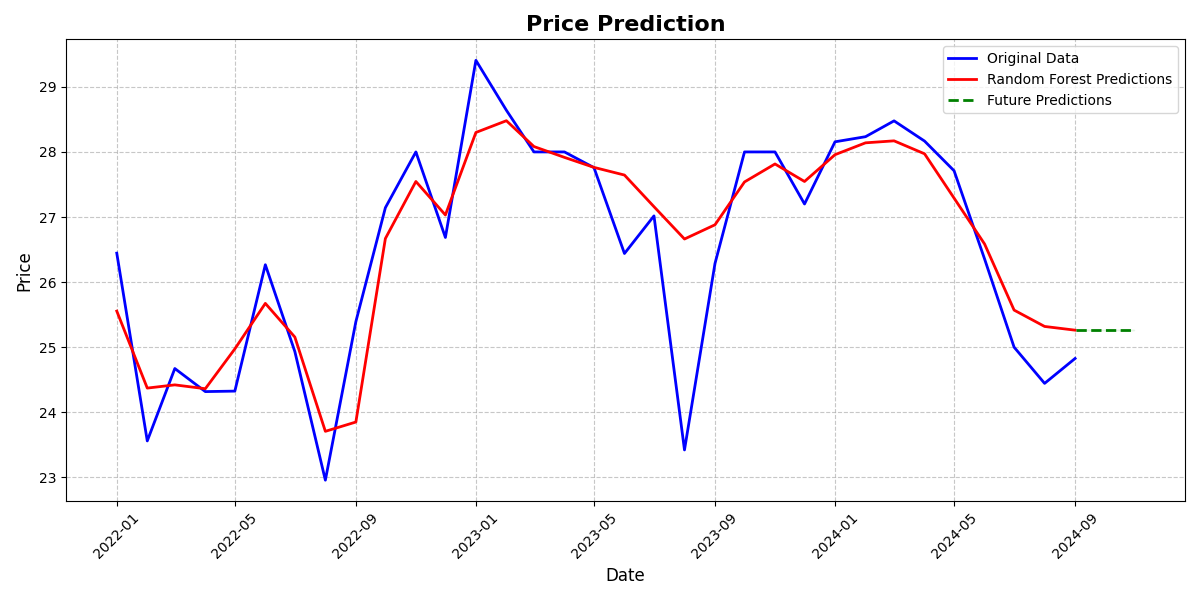 Price Prediction
Original Data
Random Forest Predictions
Future Predictions
Price
29
28
27
26
25
24
23
2022-01
2022-05
2022-09
2023-01
2023-05
2023-09
2024-01
2024-05
2024-09
Date